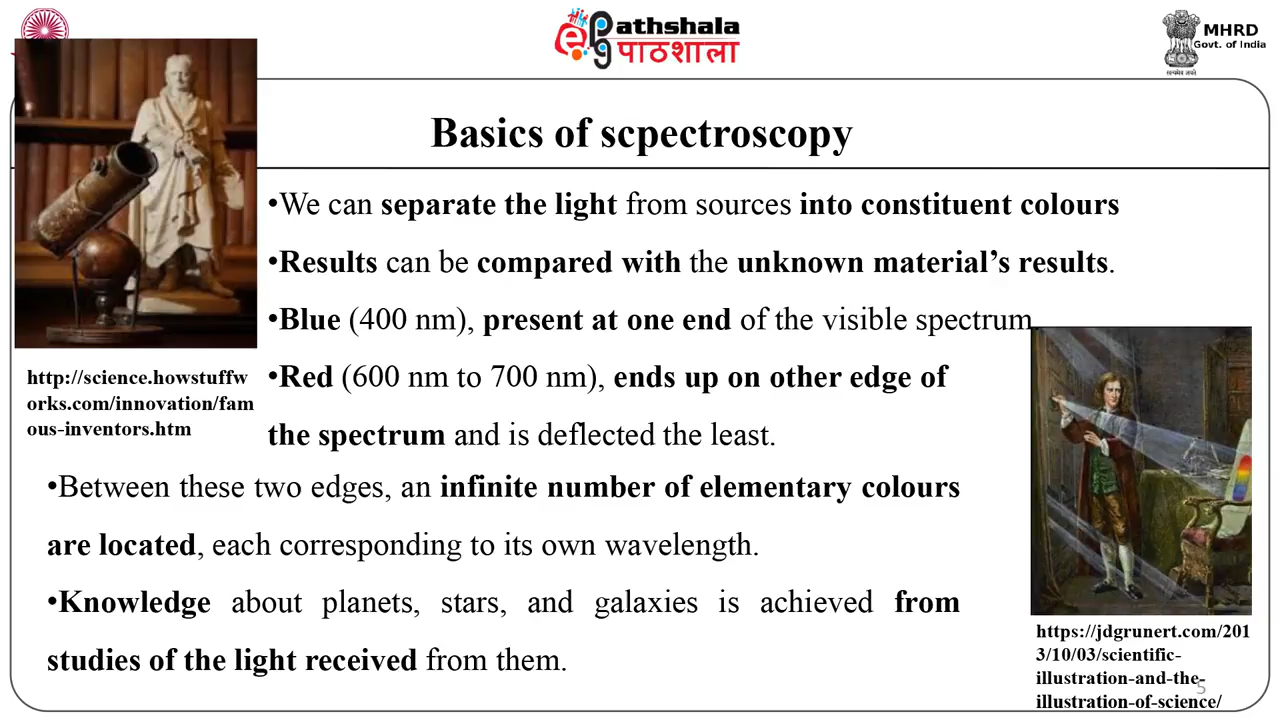 ePathshala
पाठशाला
MHRD
Govt. of India
सत्यमेव जयते
Basics of scpectroscopy
•We can separate the light from sources into constituent colours
•Results can be compared with the unknown material’s results.
•Blue (400 nm), present at one end of the visible spectrum.
•Red (600 nm to 700 nm), ends up on other edge of
the spectrum and is deflected the least.
•Between these two edges, an infinite number of elementary colours
are located, each corresponding to its own wavelength.
•Knowledge about planets, stars, and galaxies is achieved from
studies of the light received from them.
http://science.howstuffw
orks.com/innovation/fam
ous-inventors.htm
https://jdgrunert.com/201
3/10/03/scientific-
illustration-and-the-
illustration-of-science/
5